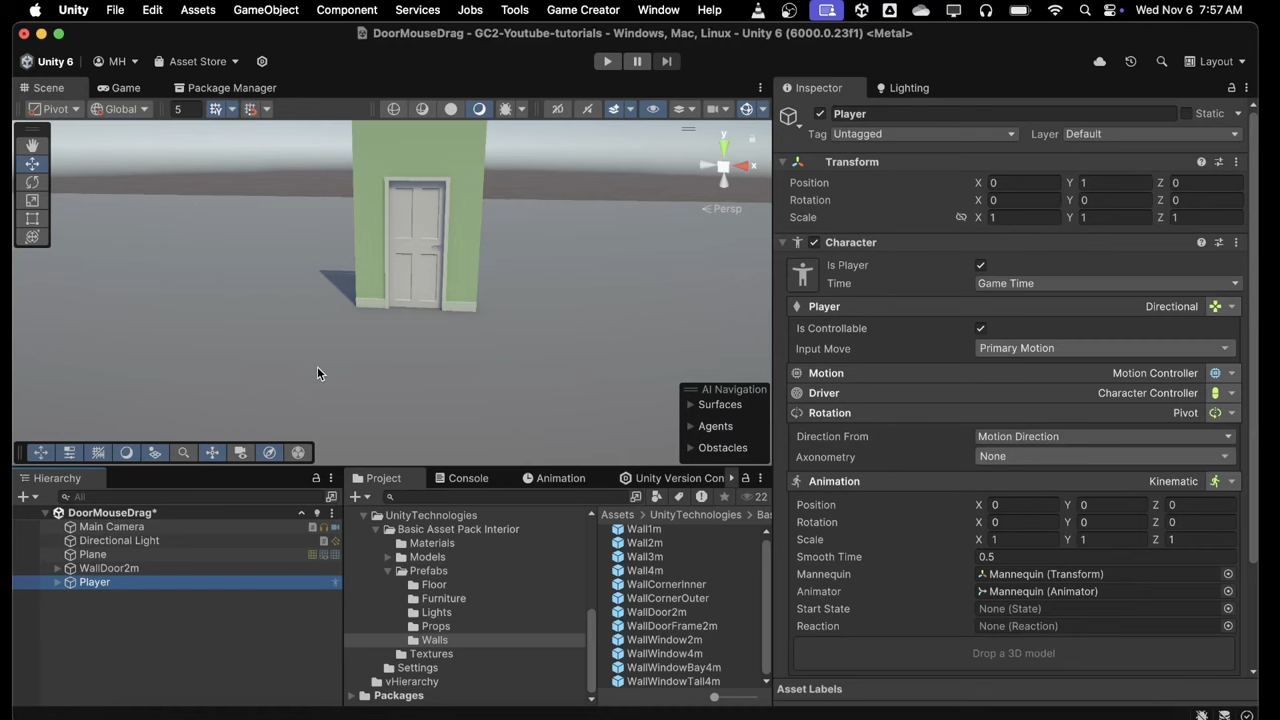 Unity File Edit Assets GameObject Component Services Jobs Tools Game Creator Window Help Wed Nov 6 7:57 AM
DoorMouseDrag - GC2-Youtube-tutorials - Windows, Mac, Linux - Unity 6 (6000.0.23f1) <Metal>
Unity 6 MH Asset Store Layout
Scene Game Package Manager
Pivot Global 5
y
x
Persp
AI Navigation
Surfaces
Agents
Obstacles
Hierarchy
All
DoorMouseDrag*
Main Camera
Directional Light
Plane
WallDoor2m
Player
Project Console Animation Unity Version Con
22
UnityTechnologies
Basic Asset Pack Interior
Materials
Models
Prefabs
Floor
Furniture
Lights
Props
Walls
Textures
Settings
vHierarchy
Packages
Assets > UnityTechnologies > Bas
Wall1m
Wall2m
Wall3m
Wall4m
WallCornerInner
WallCornerOuter
WallDoor2m
WallDoorFrame2m
WallWindow2m
WallWindow4m
WallWindowBay4m
WallWindowTall4m
Inspector Lighting
Player Static
Tag Untagged Layer Default
Transform
Position X 0 Y 1 Z 0
Rotation X 0 Y 0 Z 0
Scale X 1 Y 1 Z 1
Character
Is Player
Time Game Time
Player Directional
Is Controllable
Input Move Primary Motion
Motion Motion Controller
Driver Character Controller
Rotation Pivot
Direction From Motion Direction
Axonometry None
Animation Kinematic
Position X 0 Y 0 Z 0
Rotation X 0 Y 0 Z 0
Scale X 1 Y 1 Z 1
Smooth Time 0.5
Mannequin Mannequin (Transform)
Animator Mannequin (Animator)
Start State None (State)
Reaction None (Reaction)
Drop a 3D model
Asset Labels